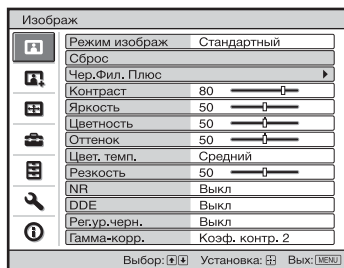 Изображ
Режим изображ Стандартный
Сброс
Чер.Фил. Плюс
Контраст 80
Яркость 50
Цветность 50
Оттенок 50
Цвет. темп. Средний
Резкость 50
NR Выкл
DDE Выкл
Рег.ур.черн. Выкл
Гамма-корр. Коэф. контр. 2
Выбор: Установка: Вых: MENU